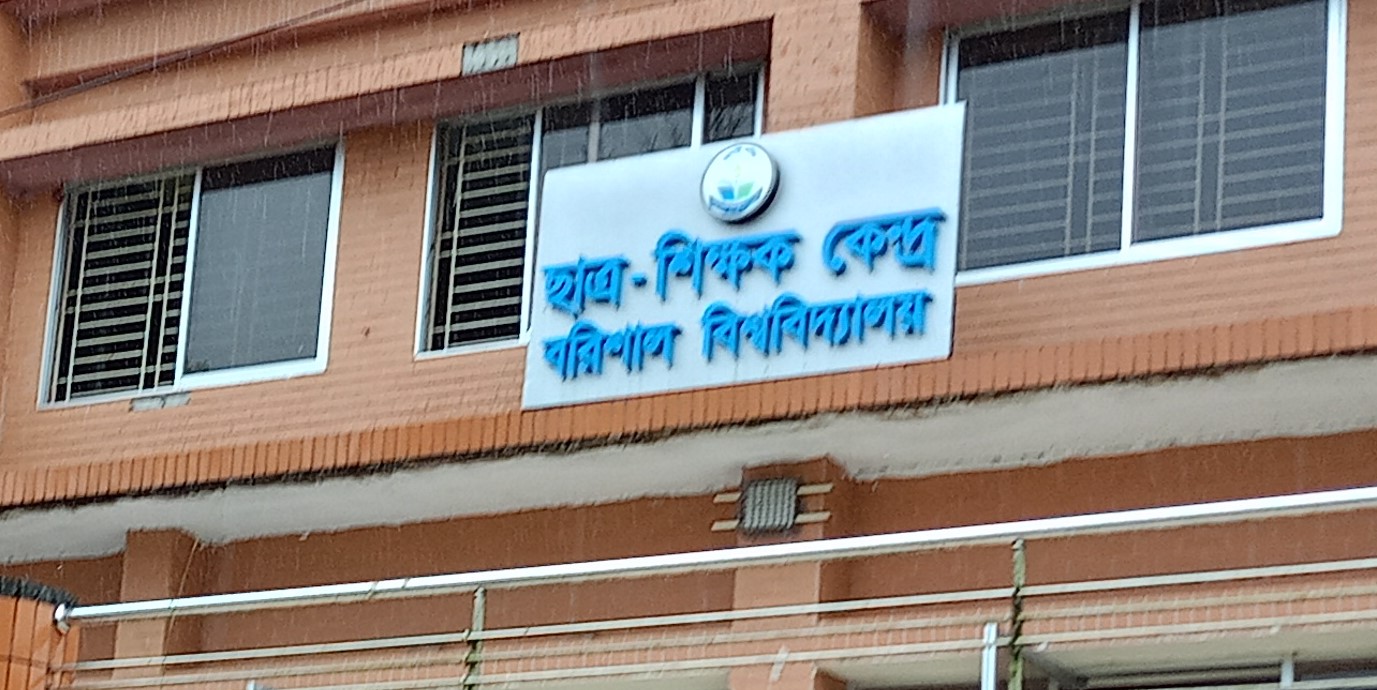 ছাত্র - শিক্ষক কেন্দ্র
বরিশাল বিশ্ববিদ্যালয়